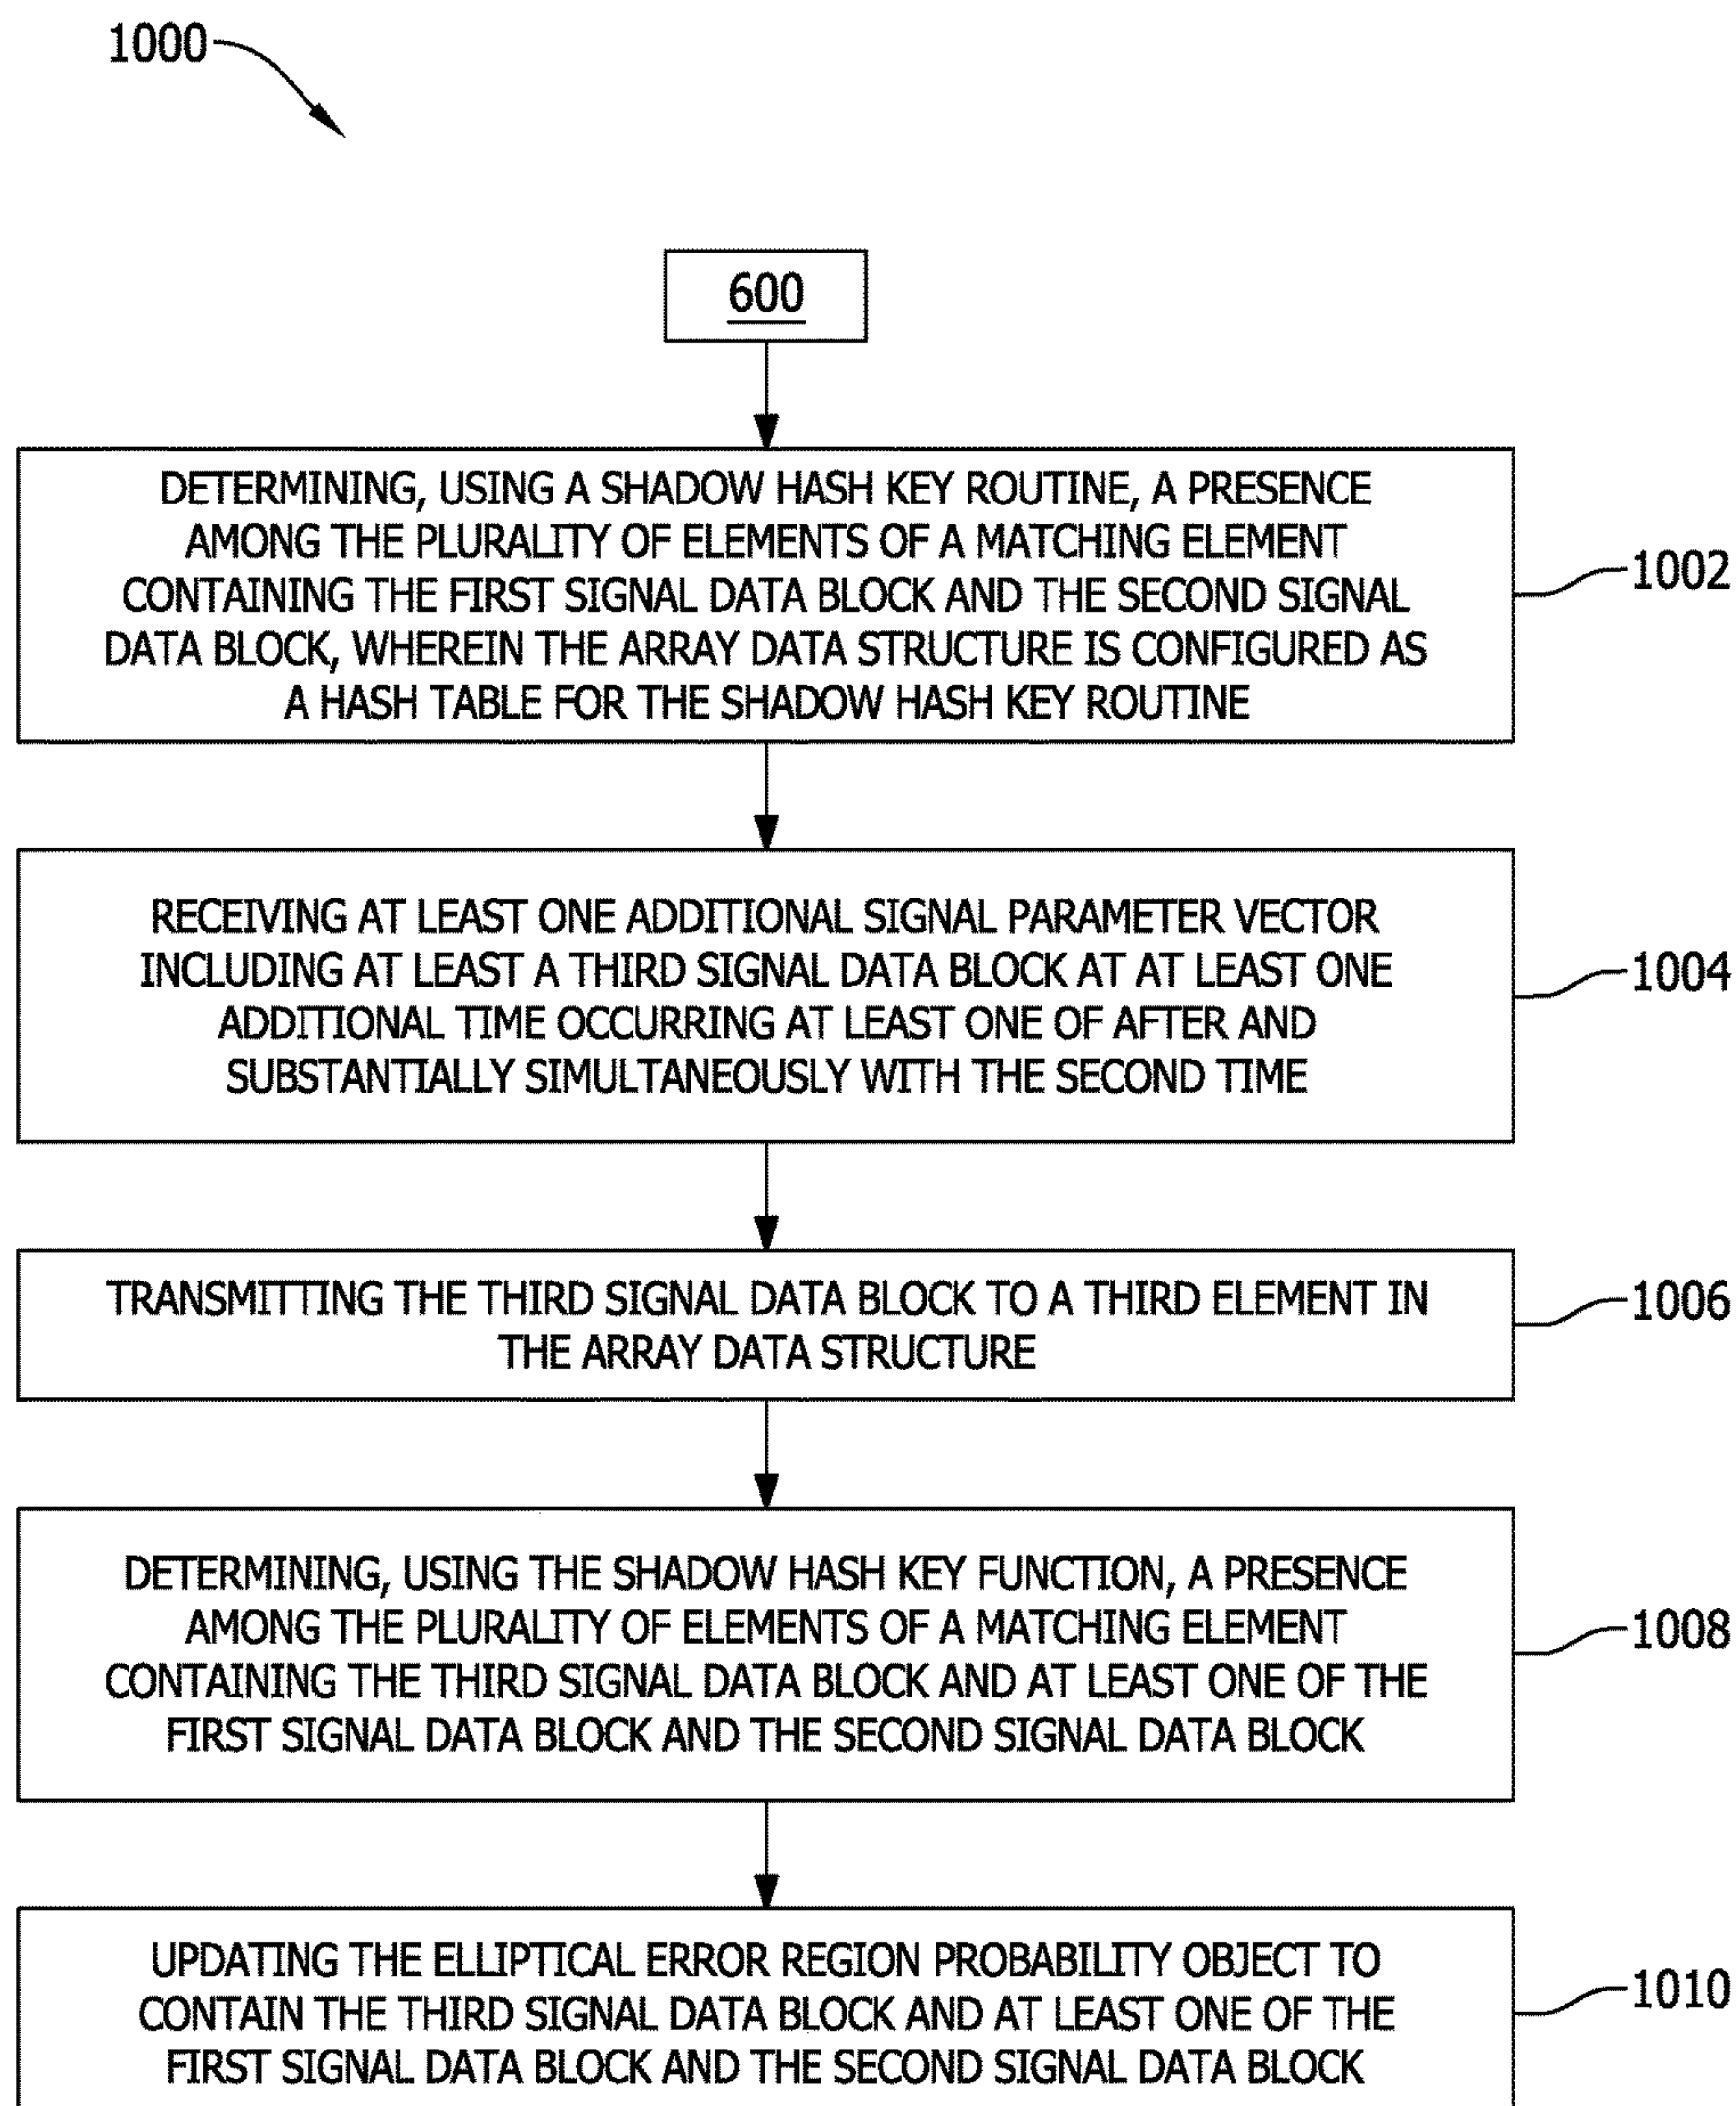 1000
600
DETERMINING, USING A SHADOW HASH KEY ROUTINE, A PRESENCE
AMONG THE PLURALITY OF ELEMENTS OF A MATCHING ELEMENT
CONTAINING THE FIRST SIGNAL DATA BLOCK AND THE SECOND SIGNAL
DATA BLOCK, WHEREIN THE ARRAY DATA STRUCTURE IS CONFIGURED AS
A HASH TABLE FOR THE SHADOW HASH KEY ROUTINE
1002
RECEIVING AT LEAST ONE ADDITIONAL SIGNAL PARAMETER VECTOR
INCLUDING AT LEAST A THIRD SIGNAL DATA BLOCK AT AT LEAST ONE
ADDITIONAL TIME OCCURRING AT LEAST ONE OF AFTER AND
SUBSTANTIALLY SIMULTANEOUSLY WITH THE SECOND TIME
1004
TRANSMITTING THE THIRD SIGNAL DATA BLOCK TO A THIRD ELEMENT IN
THE ARRAY DATA STRUCTURE
1006
DETERMINING, USING THE SHADOW HASH KEY FUNCTION, A PRESENCE
AMONG THE PLURALITY OF ELEMENTS OF A MATCHING ELEMENT
CONTAINING THE THIRD SIGNAL DATA BLOCK AND AT LEAST ONE OF THE
FIRST SIGNAL DATA BLOCK AND THE SECOND SIGNAL DATA BLOCK
1008
UPDATING THE ELLIPTICAL ERROR REGION PROBABILITY OBJECT TO
CONTAIN THE THIRD SIGNAL DATA BLOCK AND AT LEAST ONE OF THE
FIRST SIGNAL DATA BLOCK AND THE SECOND SIGNAL DATA BLOCK
1010